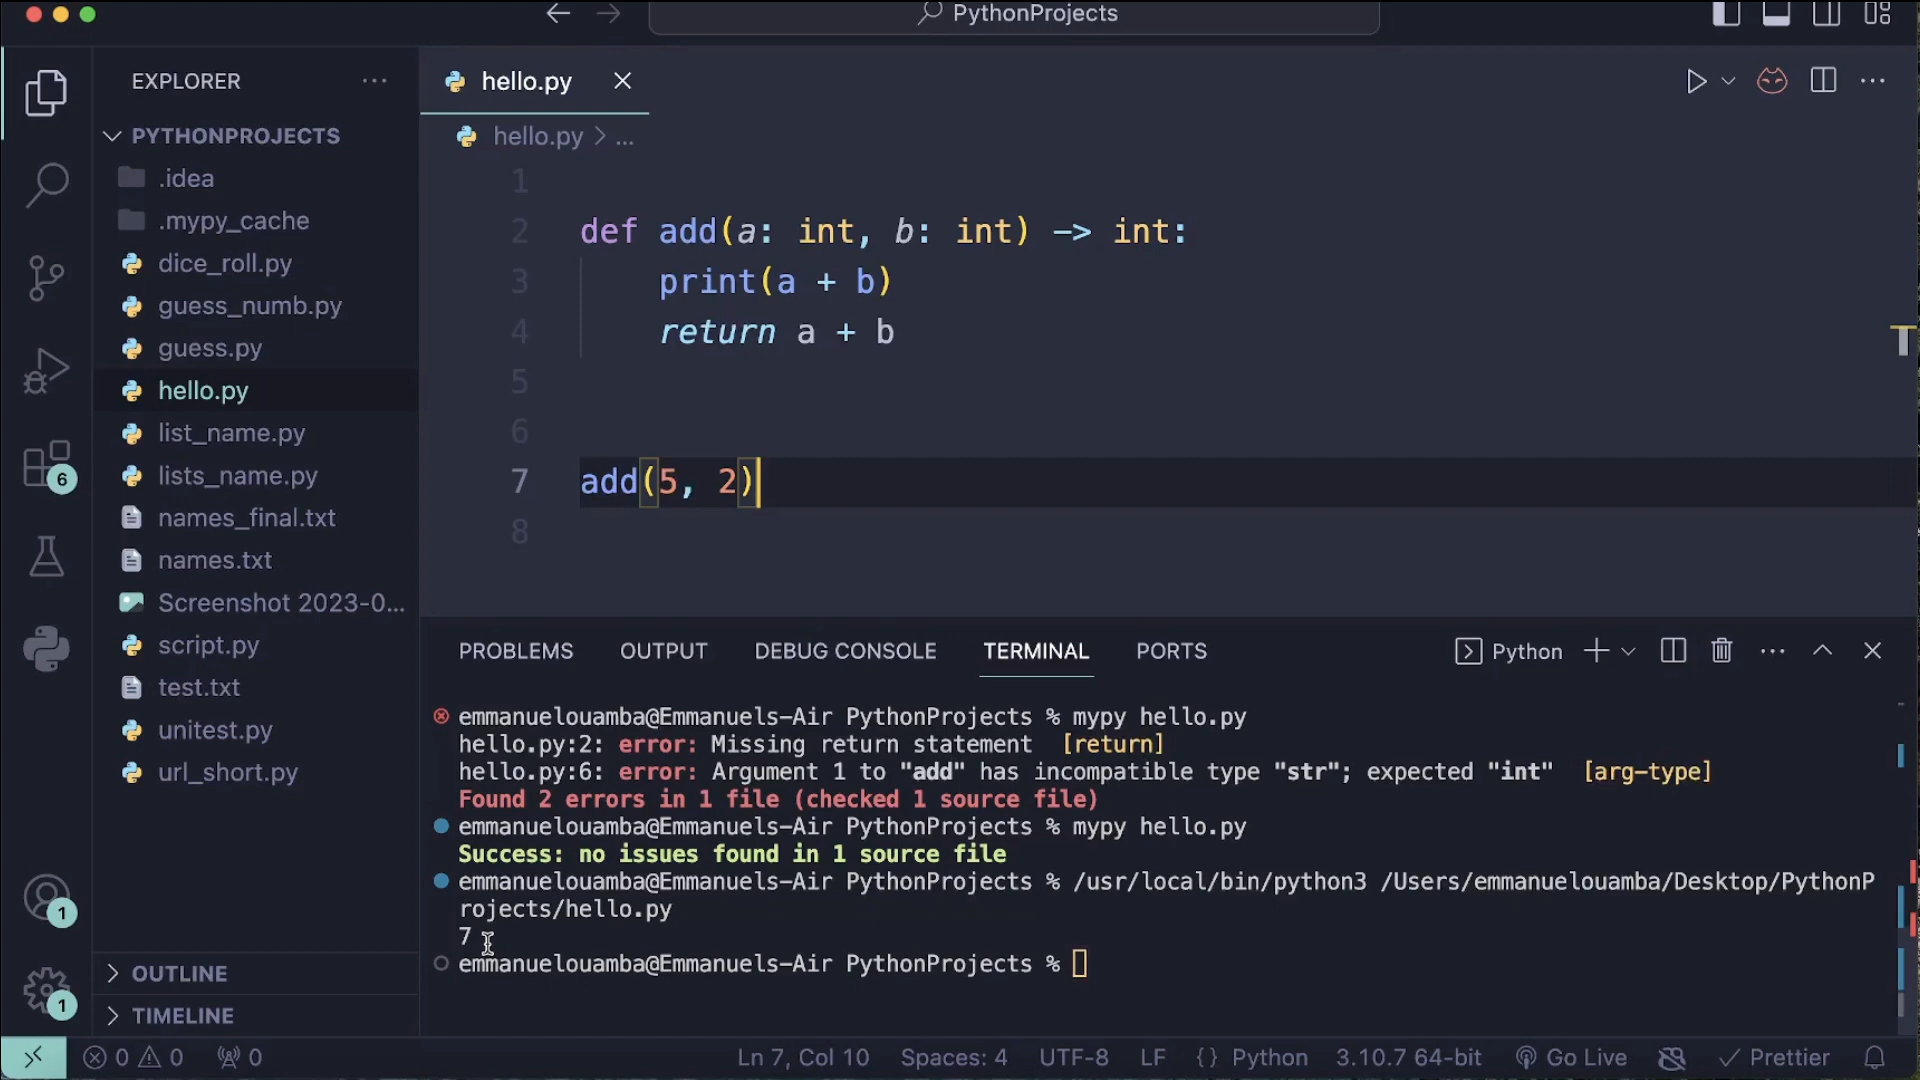 PythonProjects
EXPLORER
hello.py
PYTHONPROJECTS
hello.py > ...
.idea
.mypy_cache
dice_roll.py
guess_numb.py
guess.py
hello.py
list_name.py
lists_name.py
names_final.txt
names.txt
Screenshot 2023-0...
script.py
test.txt
unitest.py
url_short.py
OUTLINE
TIMELINE
6
1
1
1
2 def add(a: int, b: int) -> int:
3 print(a + b)
4 return a + b
5
6
7 add(5, 2)
8
PROBLEMS OUTPUT DEBUG CONSOLE TERMINAL PORTS Python
emmanuelouamba@Emmanuels-Air PythonProjects % mypy hello.py
hello.py:2: error: Missing return statement [return]
hello.py:6: error: Argument 1 to "add" has incompatible type "str"; expected "int" [arg-type]
Found 2 errors in 1 file (checked 1 source file)
emmanuelouamba@Emmanuels-Air PythonProjects % mypy hello.py
Success: no issues found in 1 source file
emmanuelouamba@Emmanuels-Air PythonProjects % /usr/local/bin/python3 /Users/emmanuelouamba/Desktop/PythonP
rojects/hello.py
7
emmanuelouamba@Emmanuels-Air PythonProjects %
0 0 0 Ln 7, Col 10 Spaces: 4 UTF-8 LF {} Python 3.10.7 64-bit Go Live Prettier